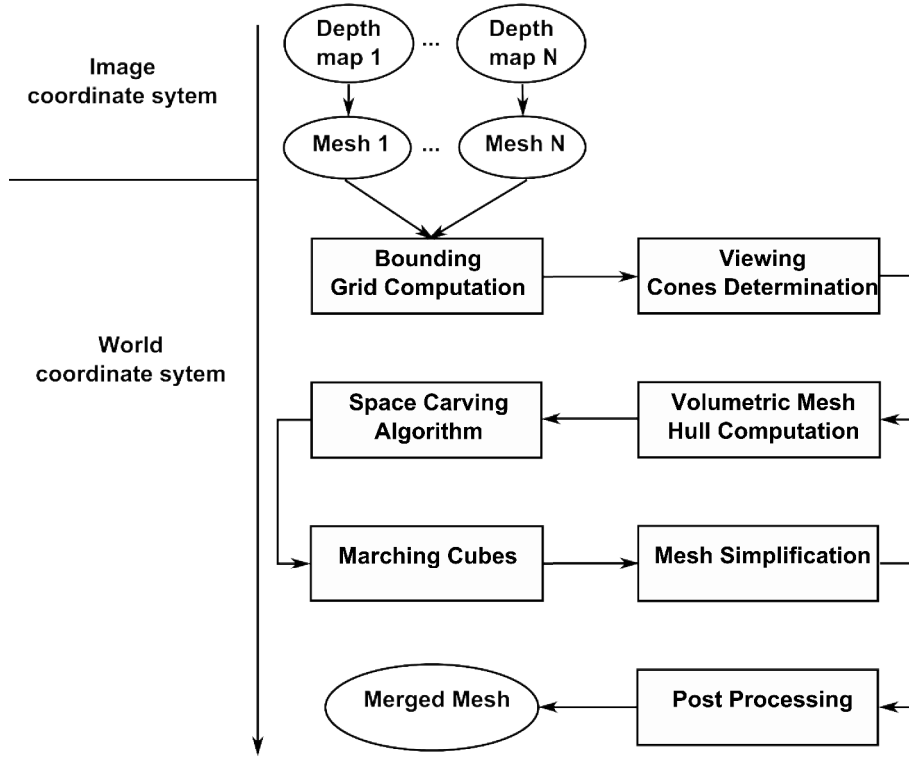 Depth
map 1
...
Depth
map N
Image
coordinate sytem
Mesh 1
...
Mesh N
Bounding
Grid Computation
Viewing
Cones Determination
World
coordinate sytem
Space Carving
Algorithm
Volumetric Mesh
Hull Computation
Marching Cubes
Mesh Simplification
Merged Mesh
Post Processing